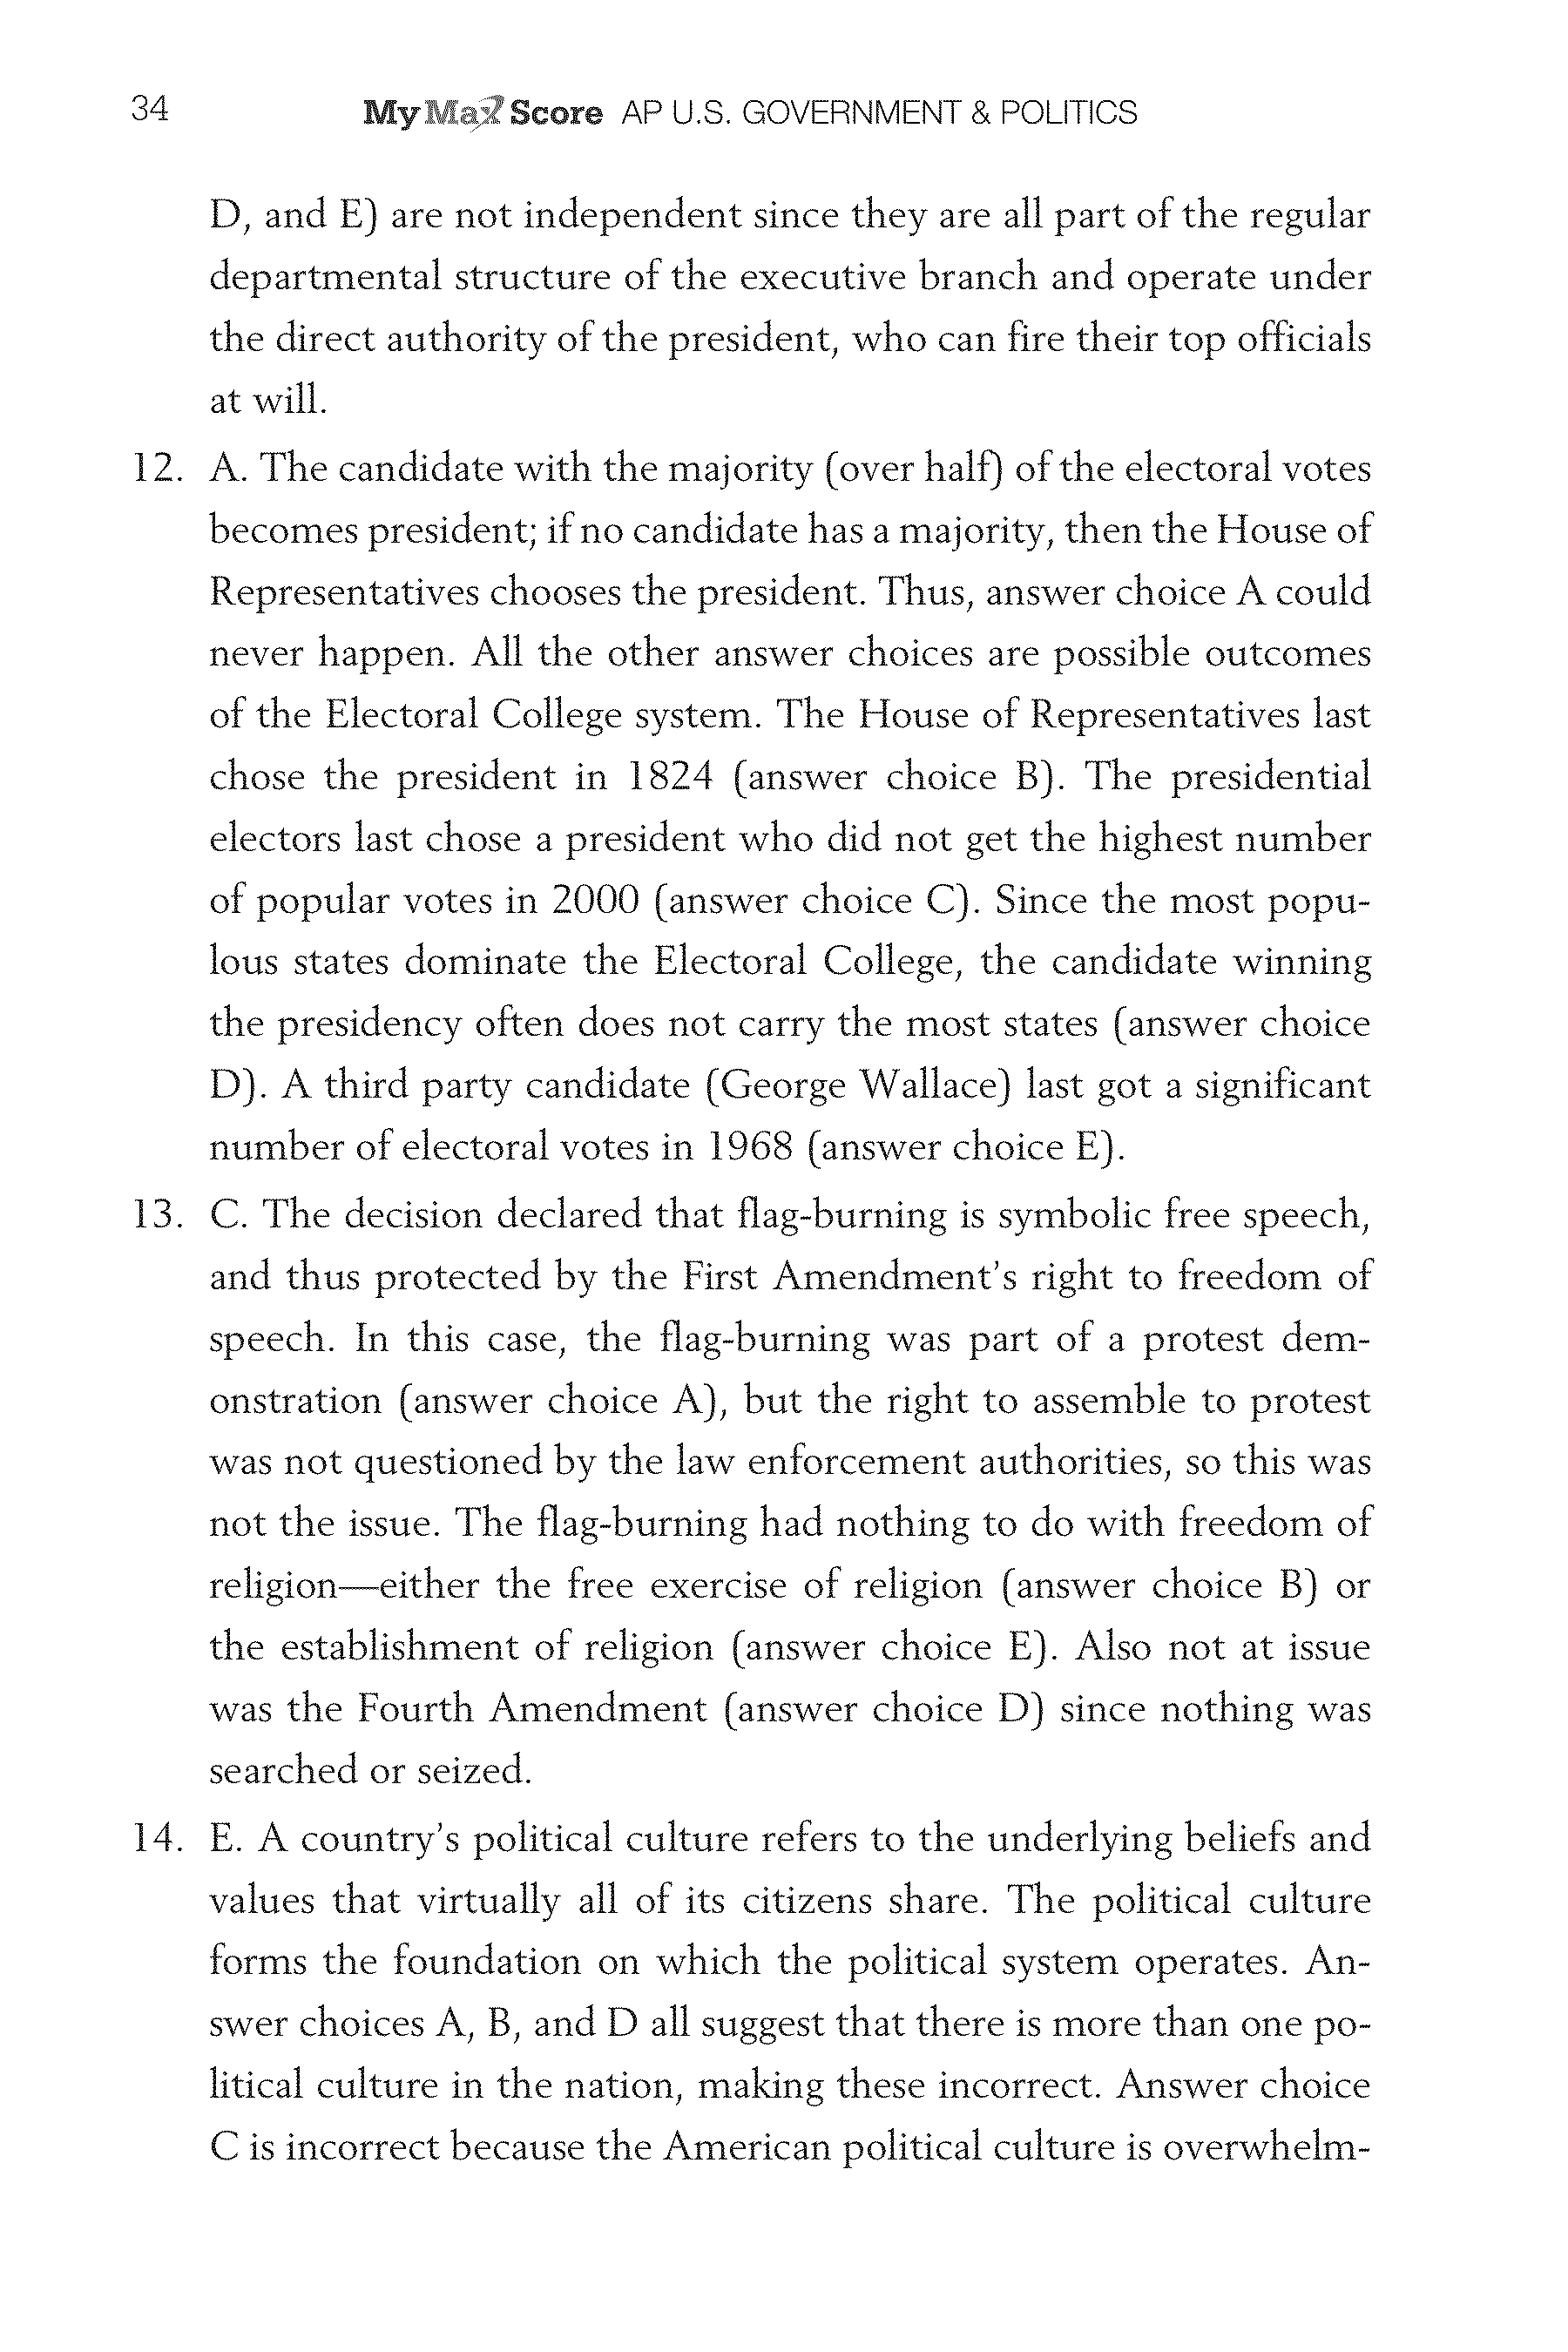 34
My Max Score AP U.S. GOVERNMENT & POLITICS
D, and E) are not independent since they are all part of the regular
departmental structure of the executive branch and operate under
the direct authority of the president, who can fire their top officials
at will.
12. A. The candidate with the majority (over half) of the electoral votes
becomes president; if no candidate has a majority, then the House of
Representatives chooses the president. Thus, answer choice A could
never happen. All the other answer choices are possible outcomes
of the Electoral College system. The House of Representatives last
chose the president in 1824 (answer choice B). The presidential
electors last chose a president who did not get the highest number
of popular votes in 2000 (answer choice C). Since the most popu-
lous states dominate the Electoral College, the candidate winning
the presidency often does not carry the most states (answer choice
D). A third party candidate (George Wallace) last got a significant
number of electoral votes in 1968 (answer choice E).
13. C. The decision declared that flag-burning is symbolic free speech,
and thus protected by the First Amendment’s right to freedom of
speech. In this case, the flag-burning was part of a protest dem-
onstration (answer choice A), but the right to assemble to protest
was not questioned by the law enforcement authorities, so this was
not the issue. The flag-burning had nothing to do with freedom of
religion—either the free exercise of religion (answer choice B) or
the establishment of religion (answer choice E). Also not at issue
was the Fourth Amendment (answer choice D) since nothing was
searched or seized.
14. E. A country’s political culture refers to the underlying beliefs and
values that virtually all of its citizens share. The political culture
forms the foundation on which the political system operates. An-
swer choices A, B, and D all suggest that there is more than one po-
litical culture in the nation, making these incorrect. Answer choice
C is incorrect because the American political culture is overwhelm-